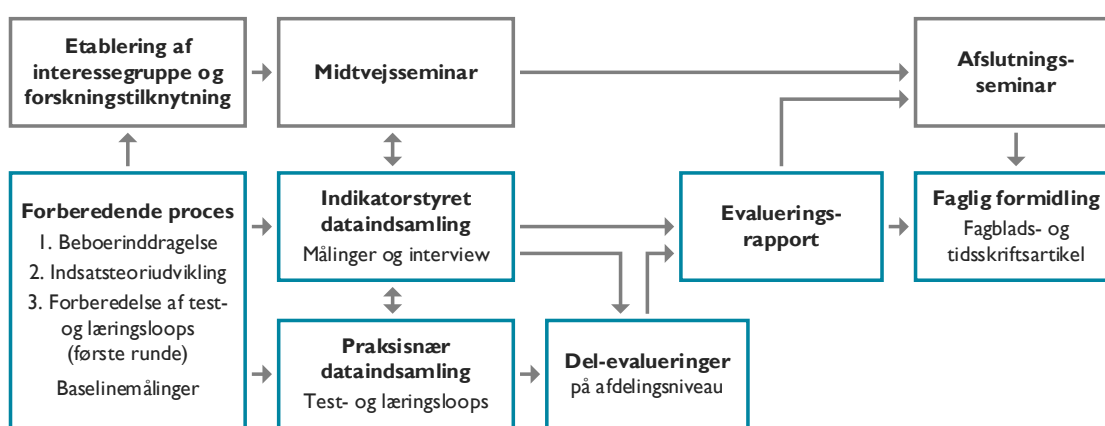 Etablering af
interessegruppe og
forskningstilknytning
Midtvejsseminar
Afslutnings-
seminar
Forberedende proces
1. Beboerinddragelse
2. Indsatsteoriudvikling
3. Forberedelse af test-
og læringsloops
(første runde)
Baselinemålinger
Indikatorstyret
dataindsamling
Målinger og interview
Praksisnær
dataindsamling
Test- og læringsloops
Del-evalueringer
på afdelingsniveau
Evaluerings-
rapport
Faglig formidling
Fagblads- og
tidsskriftsartikel